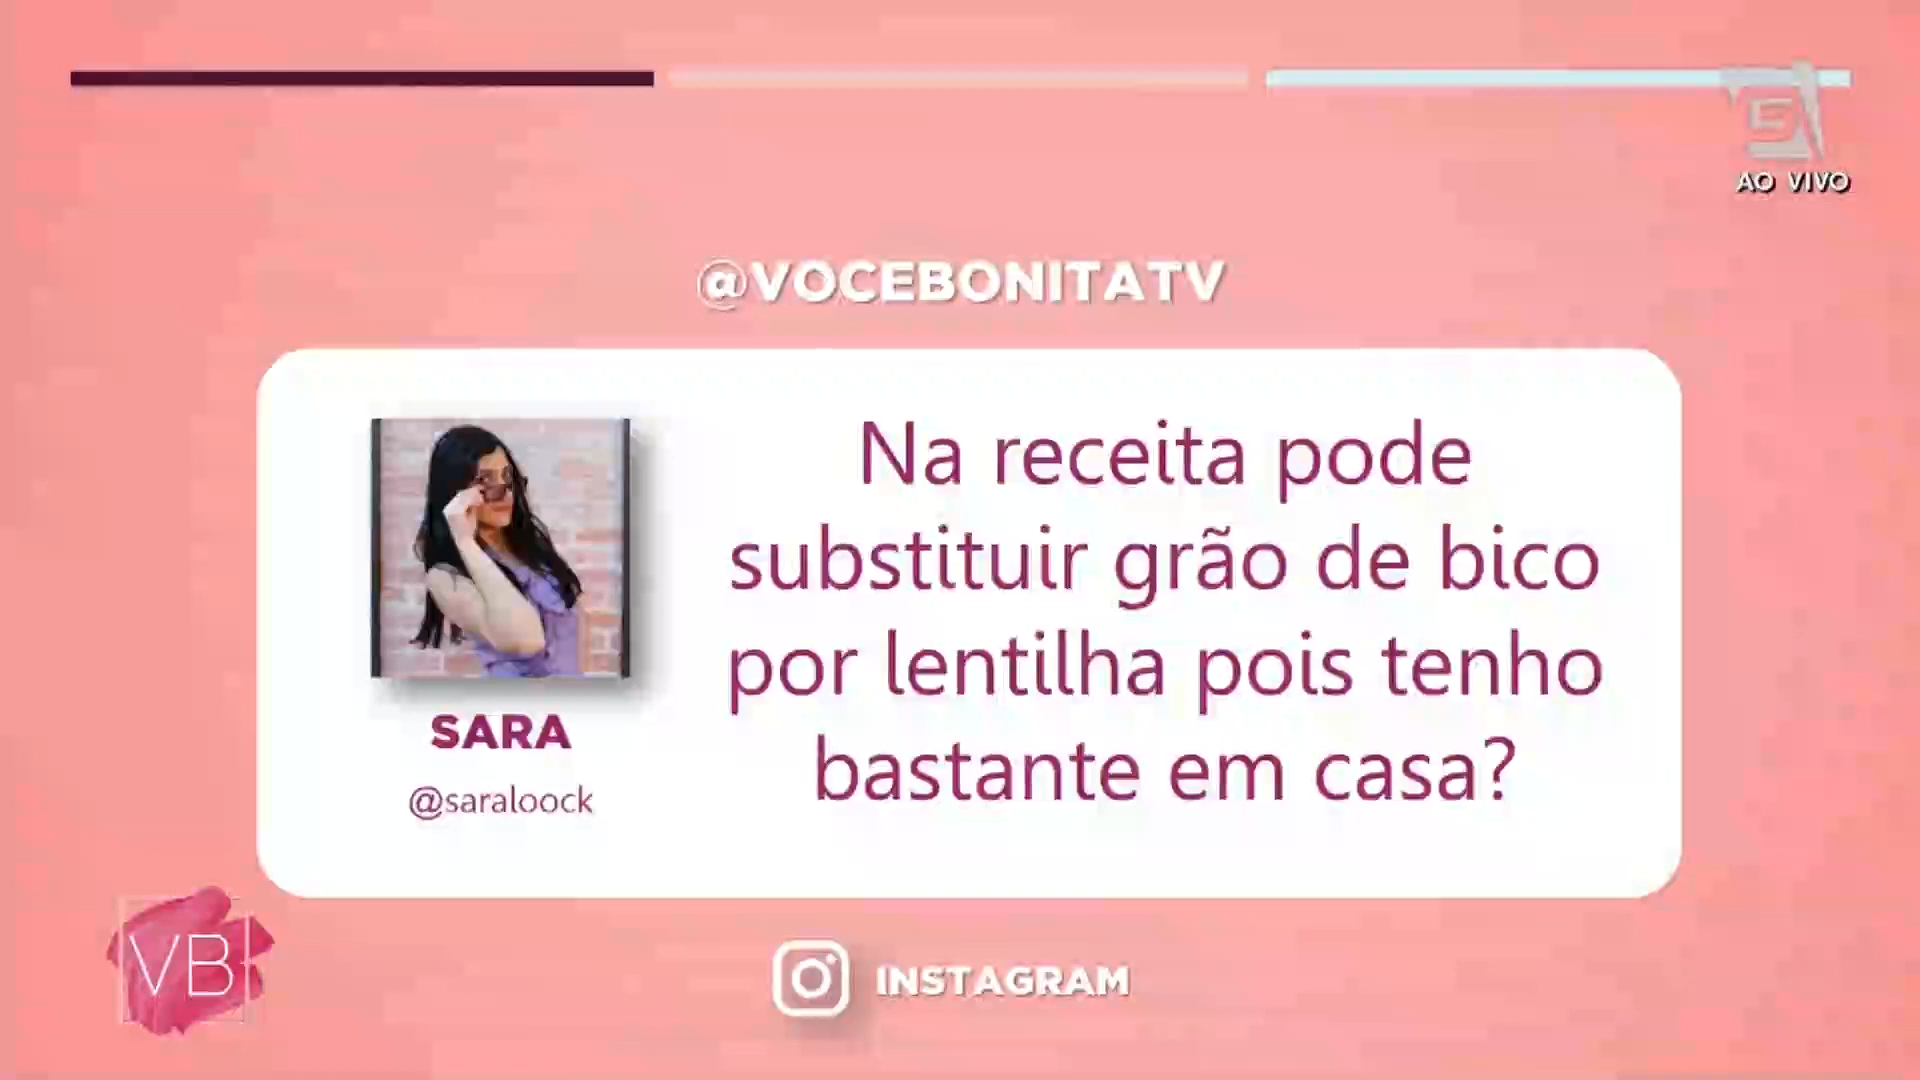 AO VIVO
@VOCEBONITATV
Na receita pode
substituir grão de bico
por lentilha pois tenho
bastante em casa?
SARA
@saraloock
VB
INSTAGRAM